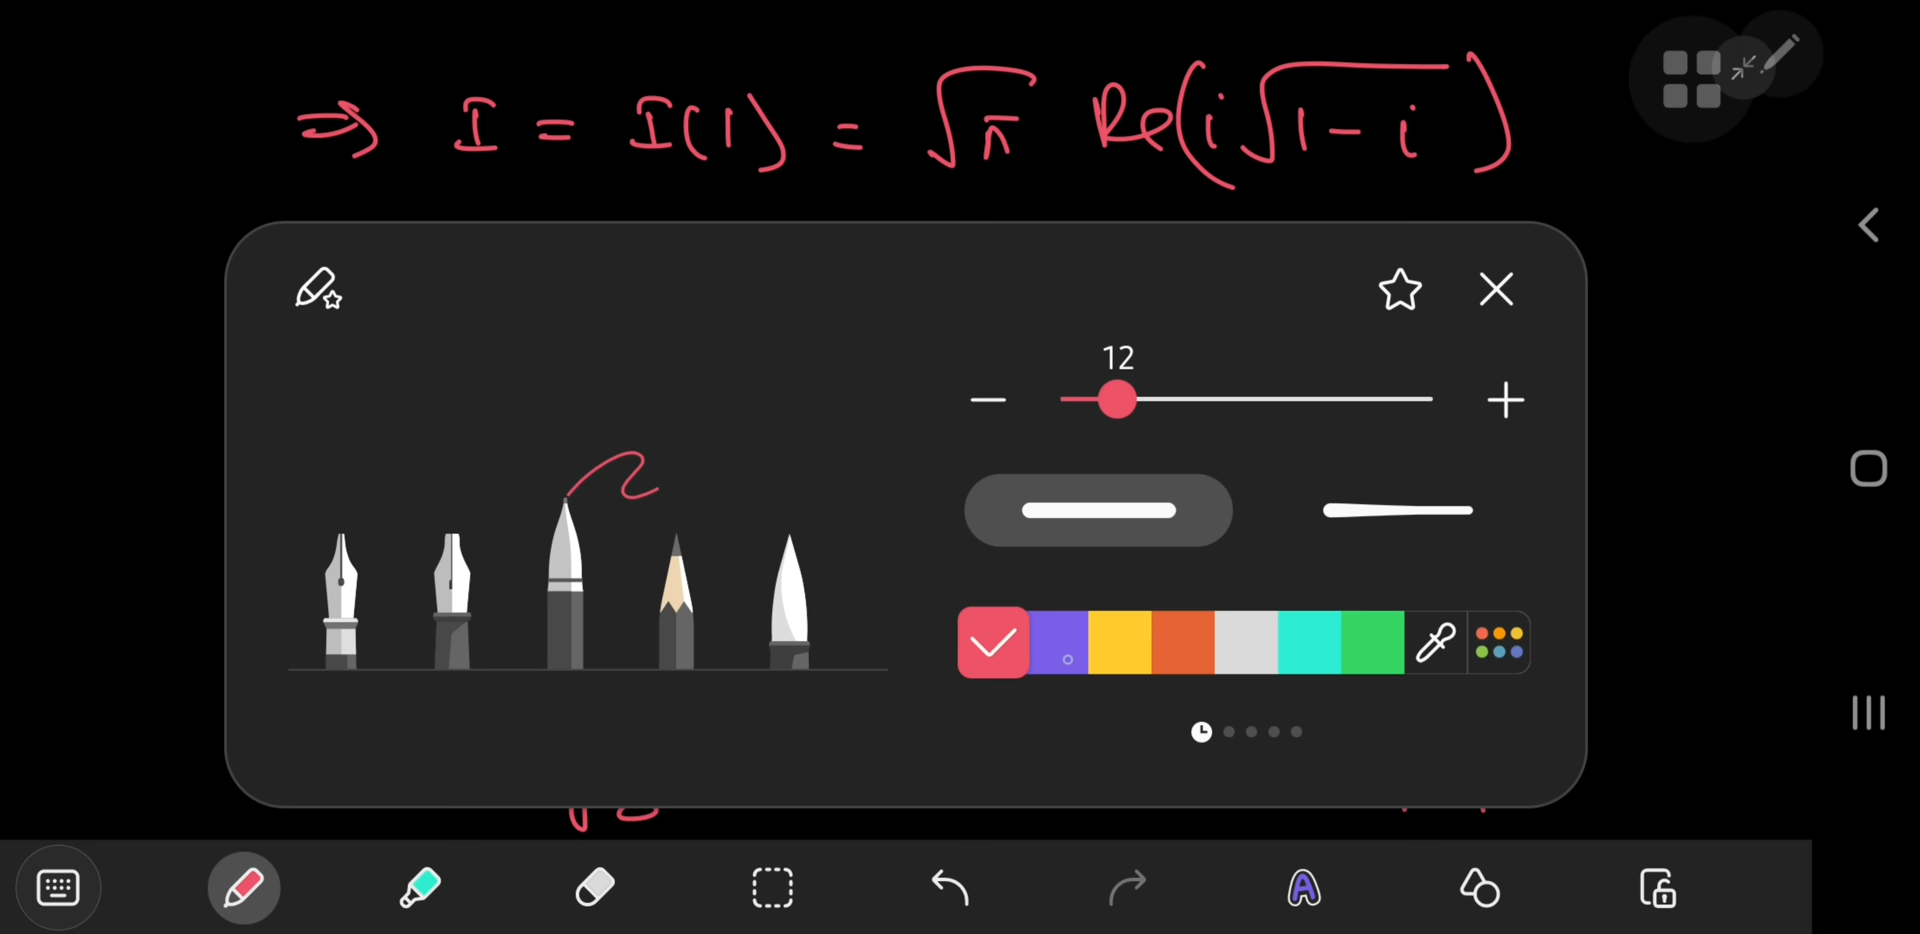 ⇒ I = I(1) = √π Re(i√1-i)
12
A